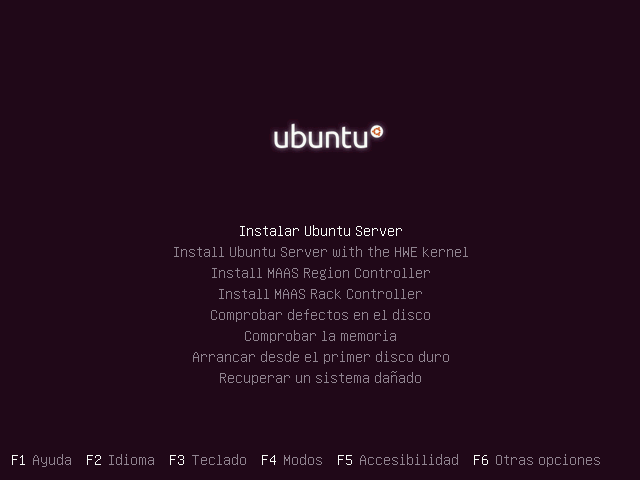 ubuntu
Instalar Ubuntu Server
Install Ubuntu Server with the HWE kernel
Install MAAS Region Controller
Install MAAS Rack Controller
Comprobar defectos en el disco
Comprobar la memoria
Arrancar desde el primer disco duro
Recuperar un sistema dañado
F1 Ayuda F2 Idioma F3 Teclado F4 Modos F5 Accesibilidad F6 Otras opciones